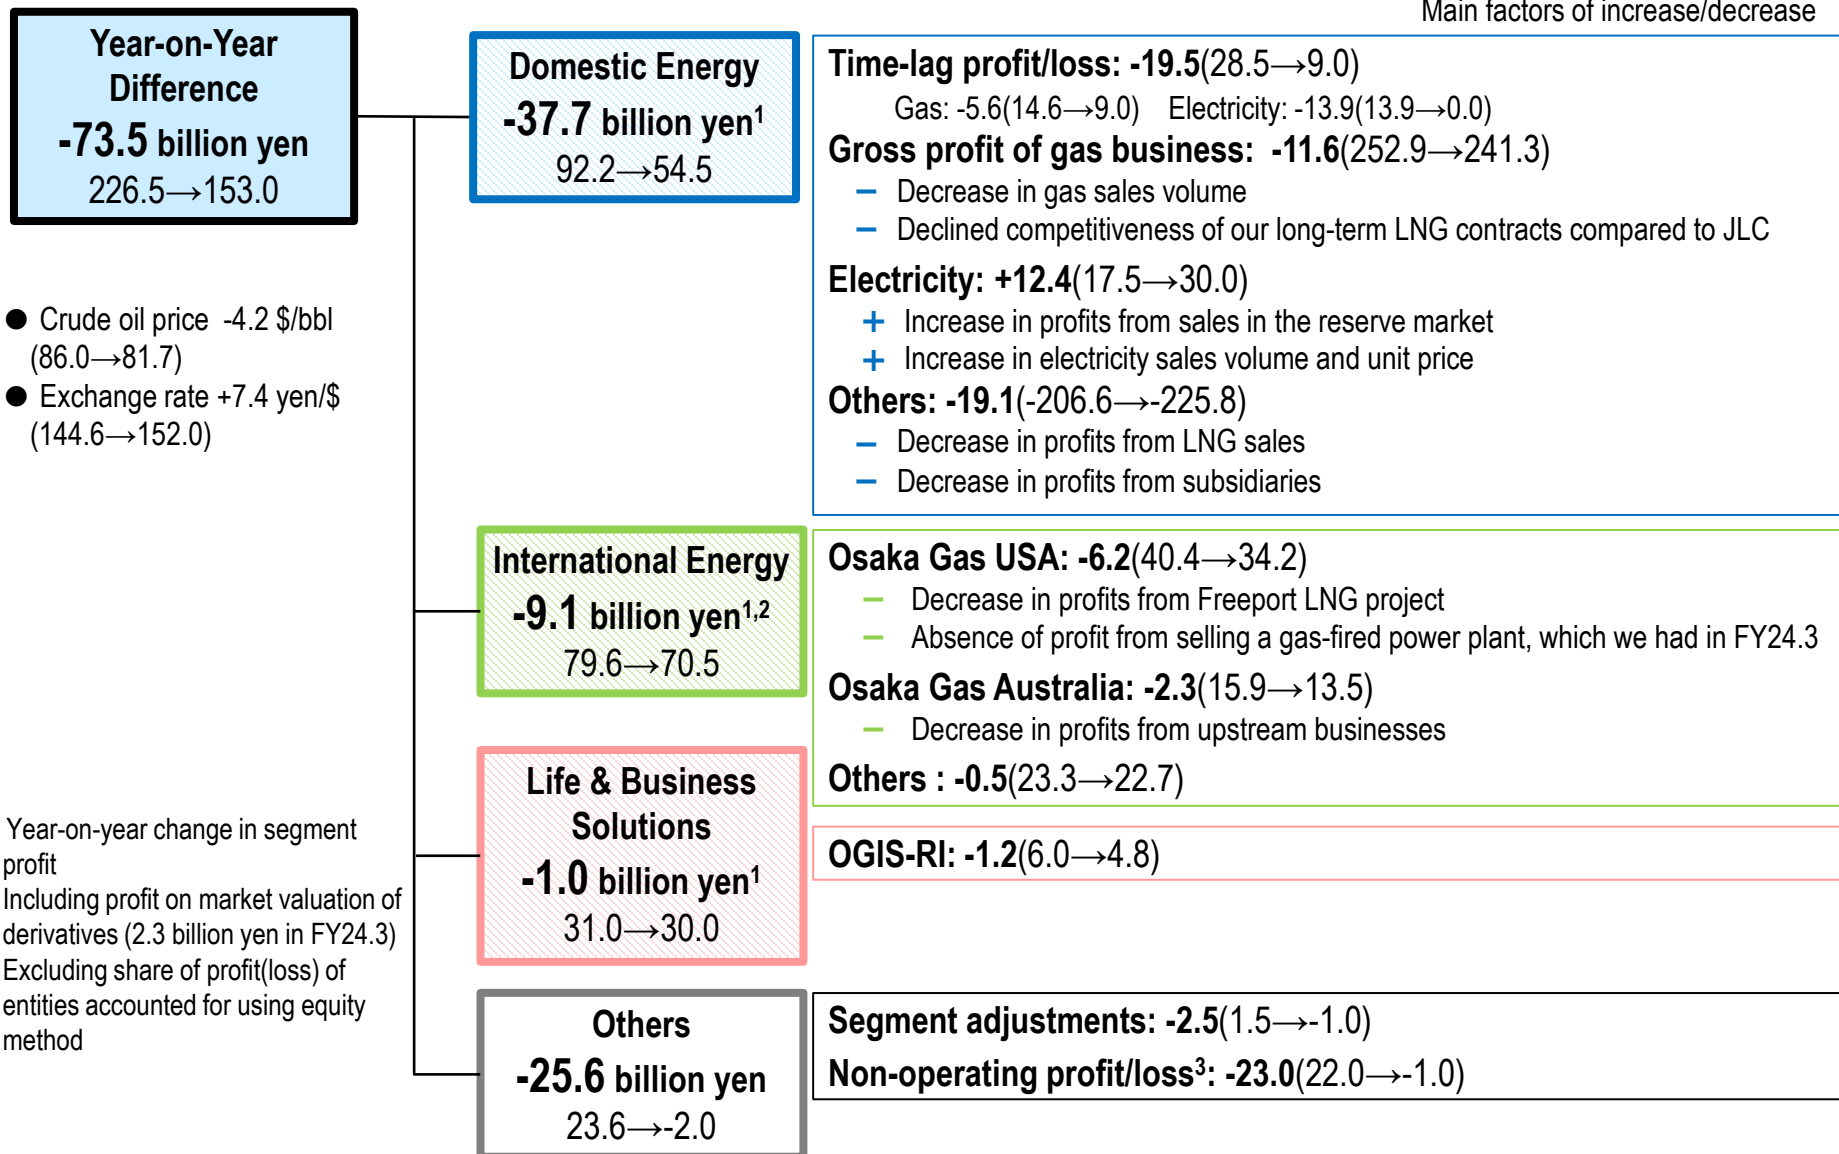 Main factors of increase/decrease
Year-on-Year
Difference
-73.5 billion yen
226.5→153.0
● Crude oil price -4.2 $/bbl
(86.0→81.7)
● Exchange rate +7.4 yen/$
(144.6→152.0)
Year-on-year change in segment
profit
Including profit on market valuation of
derivatives (2.3 billion yen in FY24.3)
Excluding share of profit(loss) of
entities accounted for using equity
method
Domestic Energy
-37.7 billion yen¹
92.2→54.5
Time-lag profit/loss: -19.5(28.5→9.0)
Gas: -5.6(14.6→9.0) Electricity: -13.9(13.9→0.0)
Gross profit of gas business: -11.6(252.9→241.3)
− Decrease in gas sales volume
− Declined competitiveness of our long-term LNG contracts compared to JLC
Electricity: +12.4(17.5→30.0)
+ Increase in profits from sales in the reserve market
+ Increase in electricity sales volume and unit price
Others: -19.1(-206.6→-225.8)
− Decrease in profits from LNG sales
− Decrease in profits from subsidiaries
International Energy
-9.1 billion yen¹,²
79.6→70.5
Osaka Gas USA: -6.2(40.4→34.2)
− Decrease in profits from Freeport LNG project
− Absence of profit from selling a gas-fired power plant, which we had in FY24.3
Osaka Gas Australia: -2.3(15.9→13.5)
− Decrease in profits from upstream businesses
Others : -0.5(23.3→22.7)
Life & Business
Solutions
-1.0 billion yen¹
31.0→30.0
OGIS-RI: -1.2(6.0→4.8)
Others
-25.6 billion yen
23.6→-2.0
Segment adjustments: -2.5(1.5→-1.0)
Non-operating profit/loss³: -23.0(22.0→-1.0)